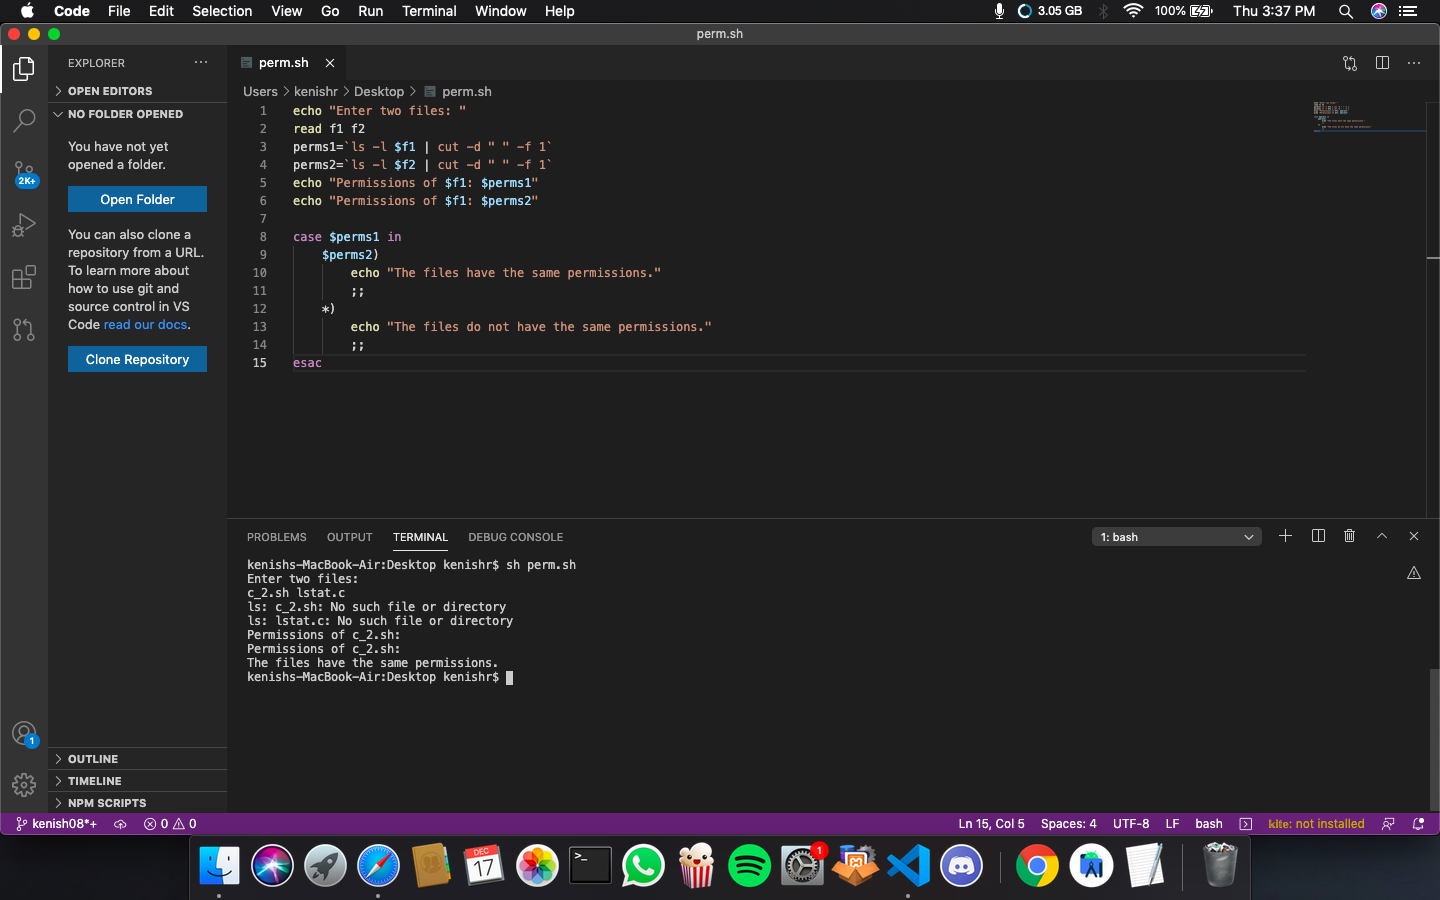 Code File Edit Selection View Go Run Terminal Window Help 3.05 GB 100% Thu 3:37 PM
perm.sh
EXPLORER ···
OPEN EDITORS
NO FOLDER OPENED
You have not yet
opened a folder.
Open Folder
You can also clone a
repository from a URL.
To learn more about
how to use git and
source control in VS
Code read our docs.
Clone Repository
OUTLINE
TIMELINE
NPM SCRIPTS
2K+
1
perm.sh
Users > kenishr > Desktop > perm.sh
1 echo "Enter two files: "
2 read f1 f2
3 perms1=`ls -l $f1 | cut -d " " -f 1`
4 perms2=`ls -l $f2 | cut -d " " -f 1`
5 echo "Permissions of $f1: $perms1"
6 echo "Permissions of $f1: $perms2"
7
8 case $perms1 in
9 $perms2)
10 echo "The files have the same permissions."
11 ;;
12 *)
13 echo "The files do not have the same permissions."
14 ;;
15 esac
PROBLEMS OUTPUT TERMINAL DEBUG CONSOLE 1: bash
kenishs-MacBook-Air:Desktop kenishr$ sh perm.sh
Enter two files:
c_2.sh lstat.c
ls: c_2.sh: No such file or directory
ls: lstat.c: No such file or directory
Permissions of c_2.sh:
Permissions of c_2.sh:
The files have the same permissions.
kenishs-MacBook-Air:Desktop kenishr$
kenish08*+ 0 0 Ln 15, Col 5 Spaces: 4 UTF-8 LF bash kite: not installed
DEC
17
>_
1